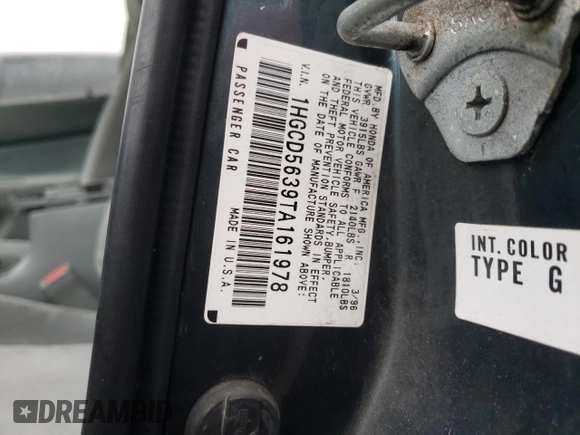 MFD. BY HONDA OF AMERICA MFG., INC. 3/96
GVWR 3915LBS GAWR F 2140LBS R 1810LBS
THIS VEHICLE CONFORMS TO ALL APPLICABLE
FEDERAL MOTOR VEHICLE SAFETY, BUMPER,
AND THEFT PREVENTION STANDARDS IN EFFECT
ON THE DATE OF MANUFACTURE SHOWN ABOVE:
V.I.N. 1HGCD5639TA161978
PASSENGER CAR MADE IN U.S.A.
INT. COLOR
TYPE G
DREAMBID